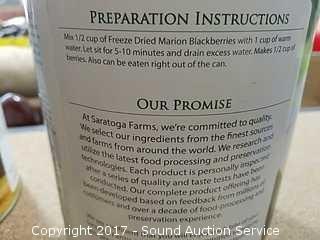 PREPARATION INSTRUCTIONS
Mix 1/2 cup of Freeze Dried Marion Blackberries with 1 cup of warm
water. Let sit for 5-10 minutes and drain excess water. Makes 1/2 cup of
berries. Also can be eaten right out of the can.
OUR PROMISE
At Saratoga Farms, we're committed to quality.
We select our ingredients from the finest sources
and farms from around the world. We research and
utilize the latest food processing and preservation
technologies. Each product is personally inspected
after a series of quality and taste tests have been
conducted. Our complete product offering has
been developed based on feedback from millions of
customers and over a decade of food-processing and
preservation experience.
Copyright 2017 - Sound Auction Service